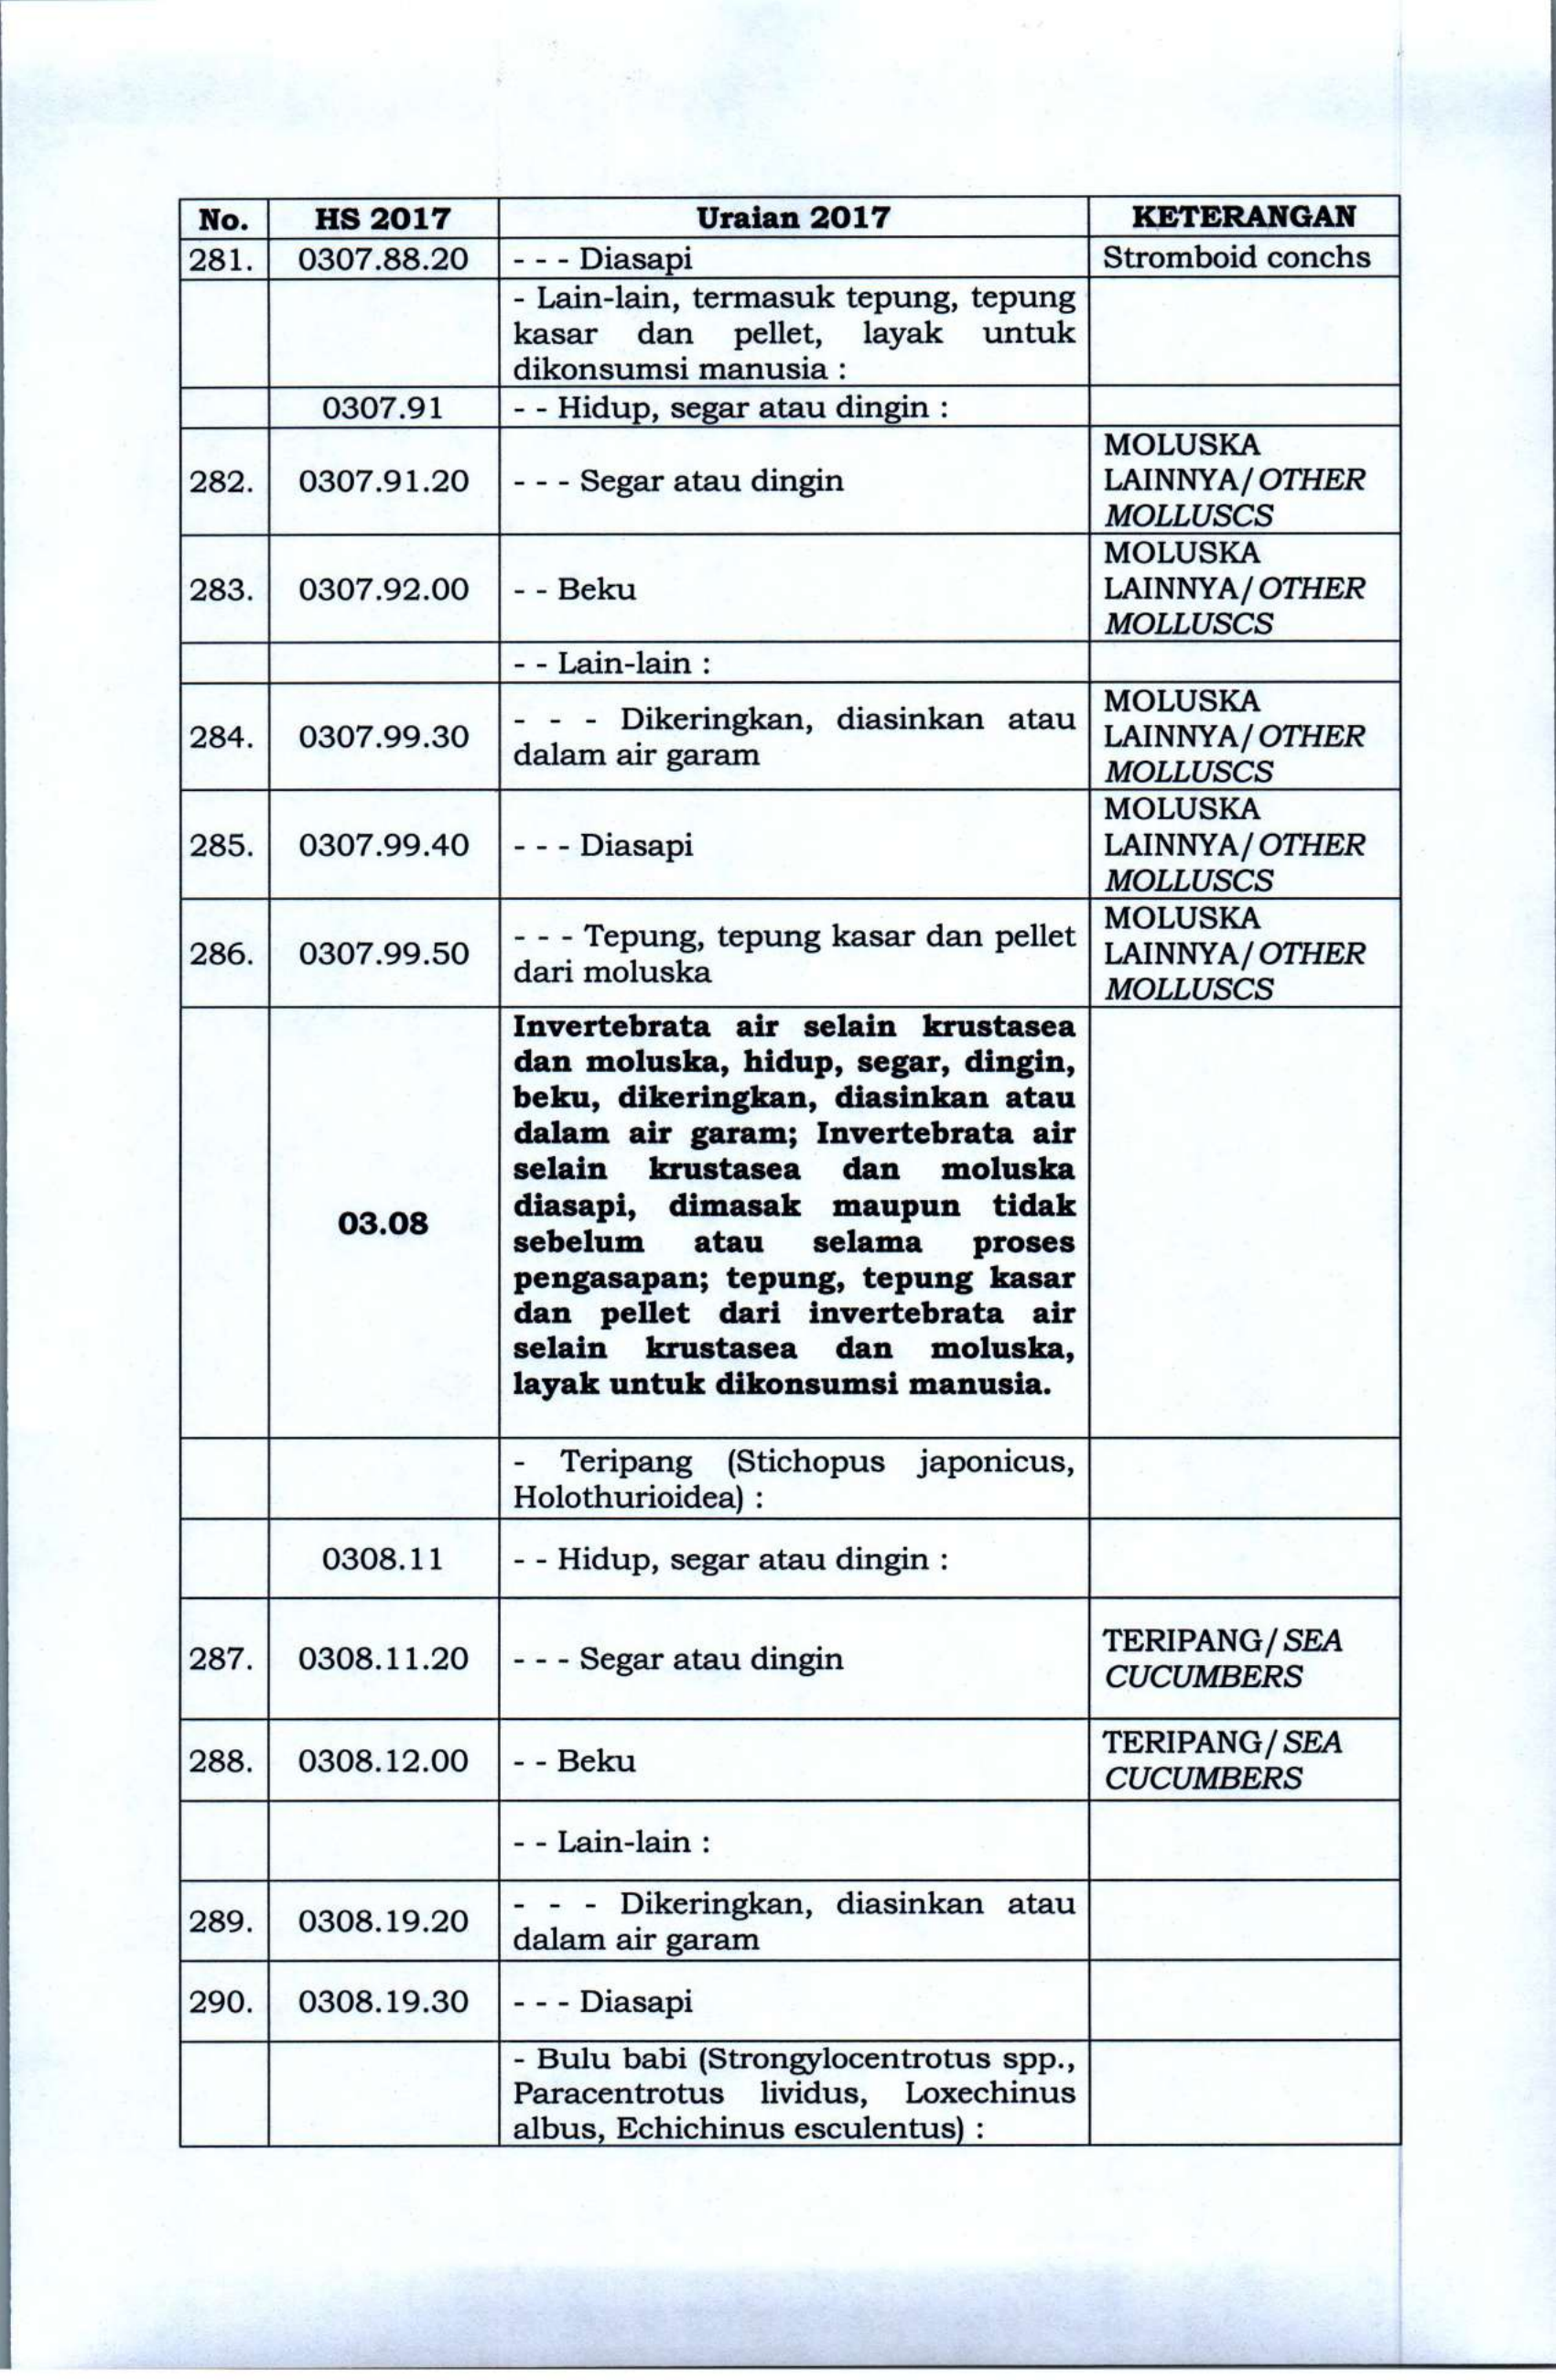 No. HS 2017 Uraian 2017 KETERANGAN
281. 0307.88.20 - - - Diasapi Stromboid conchs
- Lain-lain, termasuk tepung, tepung
kasar dan pellet, layak untuk
dikonsumsi manusia :
0307.91 - - Hidup, segar atau dingin :
282. 0307.91.20 - - - Segar atau dingin
MOLUSKA
LAINNYA/OTHER
MOLLUSCS
283. 0307.92.00 - - Beku
MOLUSKA
LAINNYA/OTHER
MOLLUSCS
- - Lain-lain :
284. 0307.99.30
- - - Dikeringkan, diasinkan atau
dalam air garam
MOLUSKA
LAINNYA/OTHER
MOLLUSCS
285. 0307.99.40 - - - Diasapi
MOLUSKA
LAINNYA/OTHER
MOLLUSCS
286. 0307.99.50
- - - Tepung, tepung kasar dan pellet
dari moluska
MOLUSKA
LAINNYA/OTHER
MOLLUSCS
03.08
Invertebrata air selain krustasea
dan moluska, hidup, segar, dingin,
beku, dikeringkan, diasinkan atau
dalam air garam; Invertebrata air
selain krustasea dan moluska
diasapi, dimasak maupun tidak
sebelum atau selama proses
pengasapan; tepung, tepung kasar
dan pellet dari invertebrata air
selain krustasea dan moluska,
layak untuk dikonsumsi manusia.
- Teripang (Stichopus japonicus,
Holothurioidea) :
0308.11 - - Hidup, segar atau dingin :
287. 0308.11.20 - - - Segar atau dingin
TERIPANG/SEA
CUCUMBERS
288. 0308.12.00 - - Beku
TERIPANG/SEA
CUCUMBERS
- - Lain-lain :
289. 0308.19.20
- - - Dikeringkan, diasinkan atau
dalam air garam
290. 0308.19.30 - - - Diasapi
- Bulu babi (Strongylocentrotus spp.,
Paracentrotus lividus, Loxechinus
albus, Echichinus esculentus) :